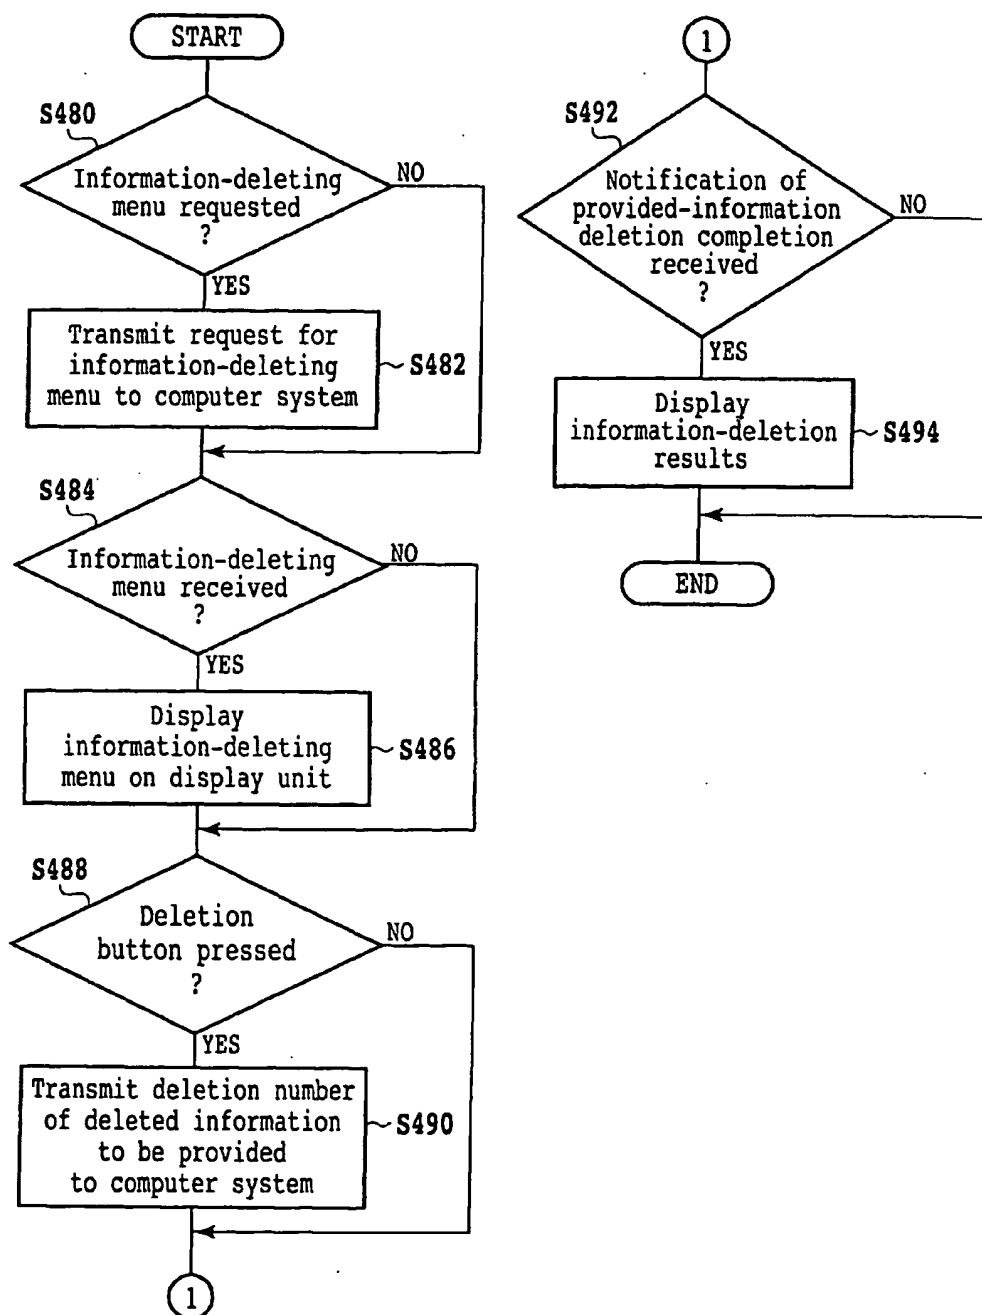 START
S480
Information-deleting
menu requested
?
NO
YES
Transmit request for
information-deleting
menu to computer system
S482
S484
Information-deleting
menu received
?
NO
YES
Display
information-deleting
menu on display unit
S486
S488
Deletion
button pressed
?
NO
YES
Transmit deletion number
of deleted information
to be provided
to computer system
S490
1
1
S492
Notification of
provided-information
deletion completion
received
?
NO
YES
Display
information-deletion
results
S494
END